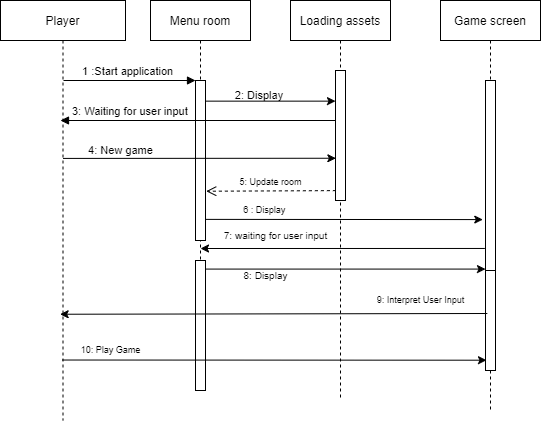 Player
Menu room
Loading assets
Game screen
1 :Start application
2: Display
3: Waiting for user input
4: New game
5: Update room
6 : Display
7: waiting for user input
8: Display
9: Interpret User Input
10: Play Game